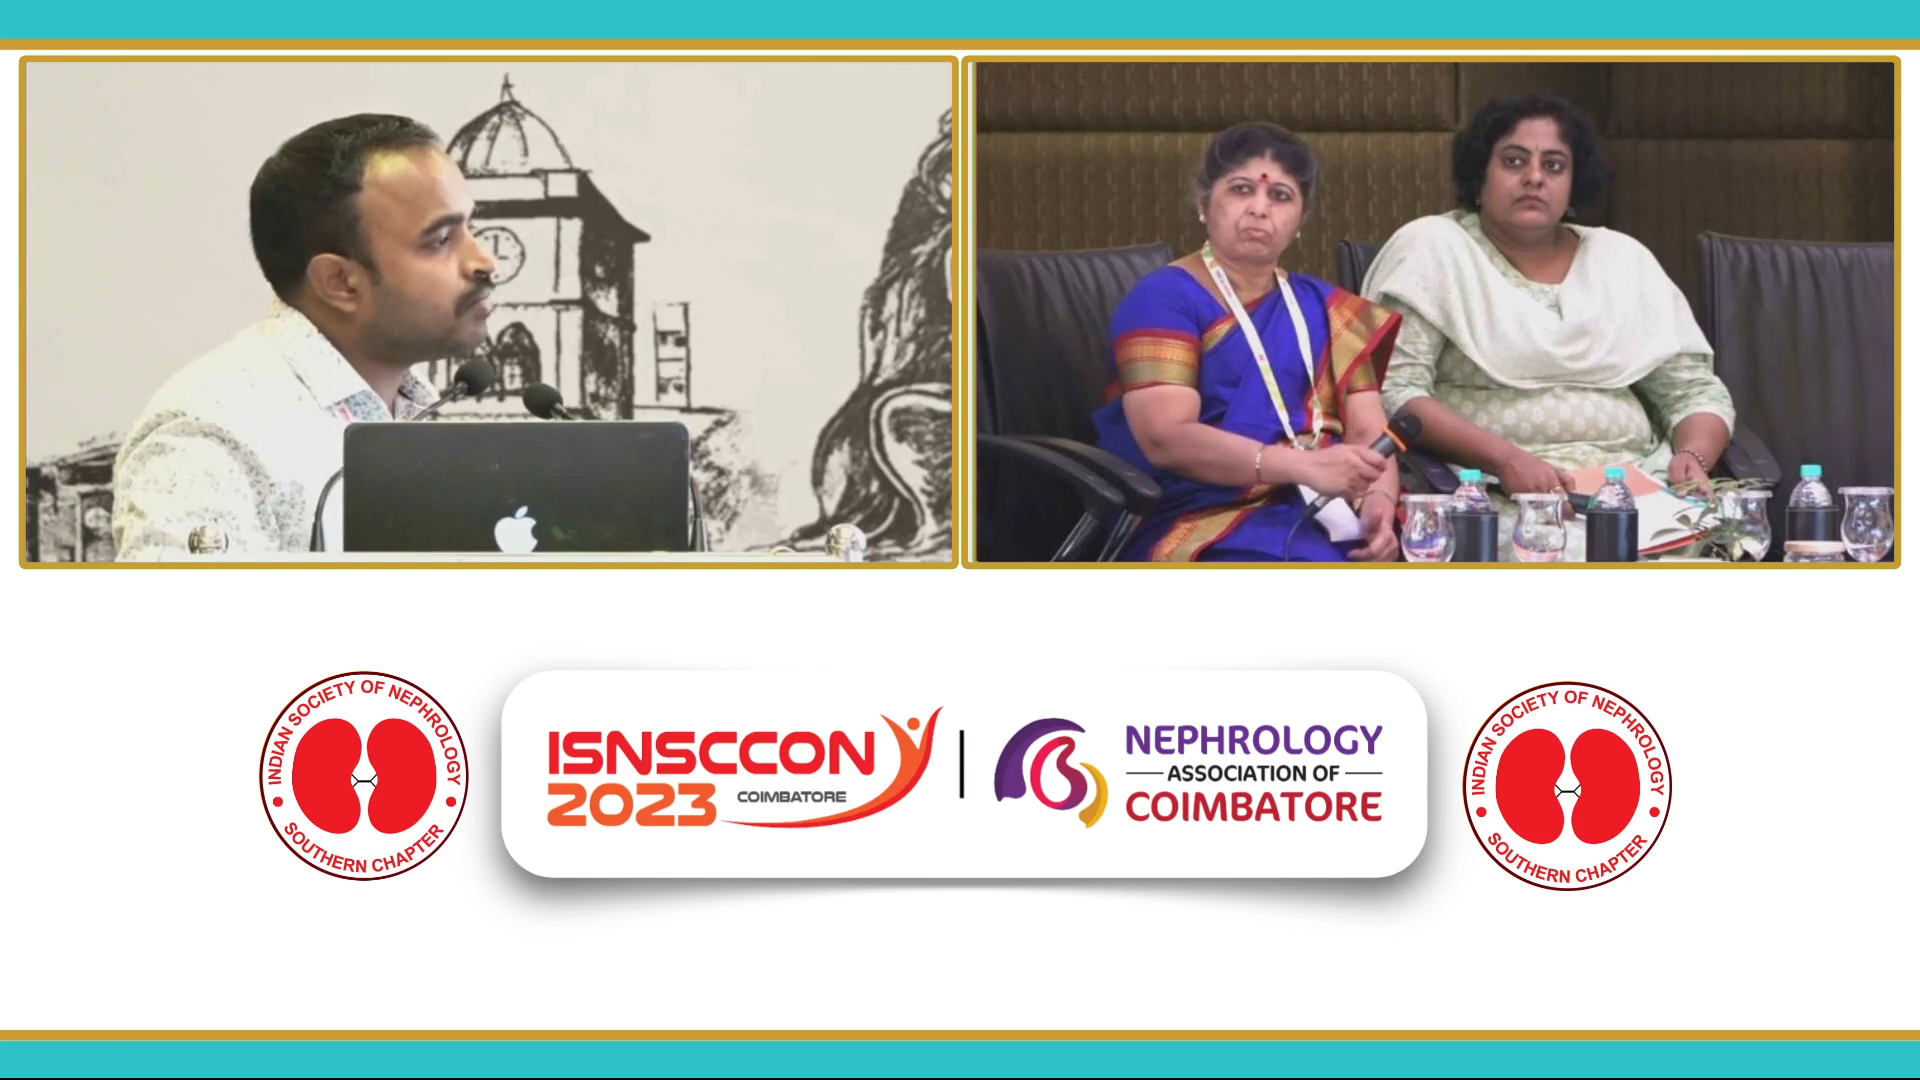 INDIAN SOCIETY OF NEPHROLOGY
SOUTHERN CHAPTER
ISNSCCON
2023 COIMBATORE
NEPHROLOGY
ASSOCIATION OF
COIMBATORE
INDIAN SOCIETY OF NEPHROLOGY
SOUTHERN CHAPTER